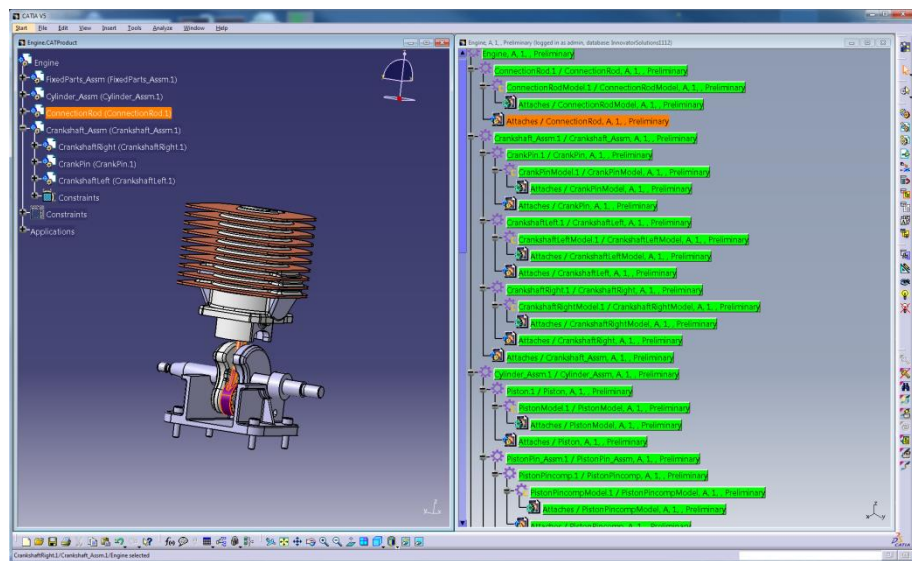 CATIA V5
Start File Edit View Insert Tools Analyze Window Help
Engine.CATProduct
Engine
FixedParts_Assm (FixedParts_Assm.1)
Cylinder_Assm (Cylinder_Assm.1)
ConnectionRod (ConnectionRod.1)
Crankshaft_Assm (Crankshaft_Assm.1)
CrankshaftRight (CrankshaftRight.1)
CrankPin (CrankPin.1)
CrankshaftLeft (CrankshaftLeft.1)
Constraints
Constraints
Applications
Engine, A, 1, , Preliminary (logged in as admin, database: InnovatorSolutions1112)
Engine, A, 1, , Preliminary
ConnectionRod.1 / ConnectionRod, A, 1, , Preliminary
ConnectionRodModel.1 / ConnectionRodModel, A, 1, , Preliminary
Attaches / ConnectionRodModel, A, 1, , Preliminary
Attaches / ConnectionRod, A, 1, , Preliminary
Crankshaft_Assm.1 / Crankshaft_Assm, A, 1, , Preliminary
CrankPin.1 / CrankPin, A, 1, , Preliminary
CrankPinModel.1 / CrankPinModel, A, 1, , Preliminary
Attaches / CrankPinModel, A, 1, , Preliminary
Attaches / CrankPin, A, 1, , Preliminary
CrankshaftLeft.1 / CrankshaftLeft, A, 1, , Preliminary
CrankshaftLeftModel.1 / CrankshaftLeftModel, A, 1, , Preliminary
Attaches / CrankshaftLeftModel, A, 1, , Preliminary
Attaches / CrankshaftLeft, A, 1, , Preliminary
CrankshaftRight.1 / CrankshaftRight, A, 1, , Preliminary
CrankshaftRightModel.1 / CrankshaftRightModel, A, 1, , Preliminary
Attaches / CrankshaftRightModel, A, 1, , Preliminary
Attaches / CrankshaftRight, A, 1, , Preliminary
Attaches / Crankshaft_Assm, A, 1, , Preliminary
Cylinder_Assm.1 / Cylinder_Assm, A, 1, , Preliminary
Piston.1 / Piston, A, 1, , Preliminary
PistonModel.1 / PistonModel, A, 1, , Preliminary
Attaches / PistonModel, A, 1, , Preliminary
Attaches / Piston, A, 1, , Preliminary
PistonPin_Assm.1 / PistonPin_Assm, A, 1, , Preliminary
PistonPincomp.1 / PistonPincomp, A, 1, , Preliminary
PistonPincompModel.1 / PistonPincompModel, A, 1, , Preliminary
Attaches / PistonPincompModel, A, 1, , Preliminary
Attaches / PistonPincomp, A, 1, , Preliminary
z
x y
CATIA
CrankshaftRight.1/Crankshaft_Assm.1/Engine selected